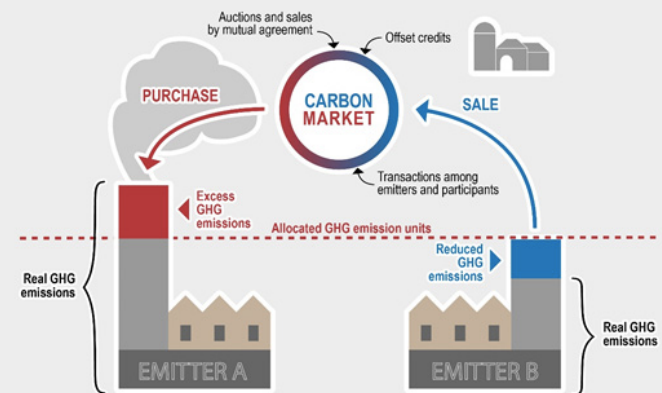 Auctions and sales
by mutual agreement
Offset credits
PURCHASE
CARBON
MARKET
SALE
Transactions among
emitters and participants
Excess
GHG
emissions
Allocated GHG emission units
Reduced
GHG
emissions
Real GHG
emissions
Real GHG
emissions
EMITTER A
EMITTER B